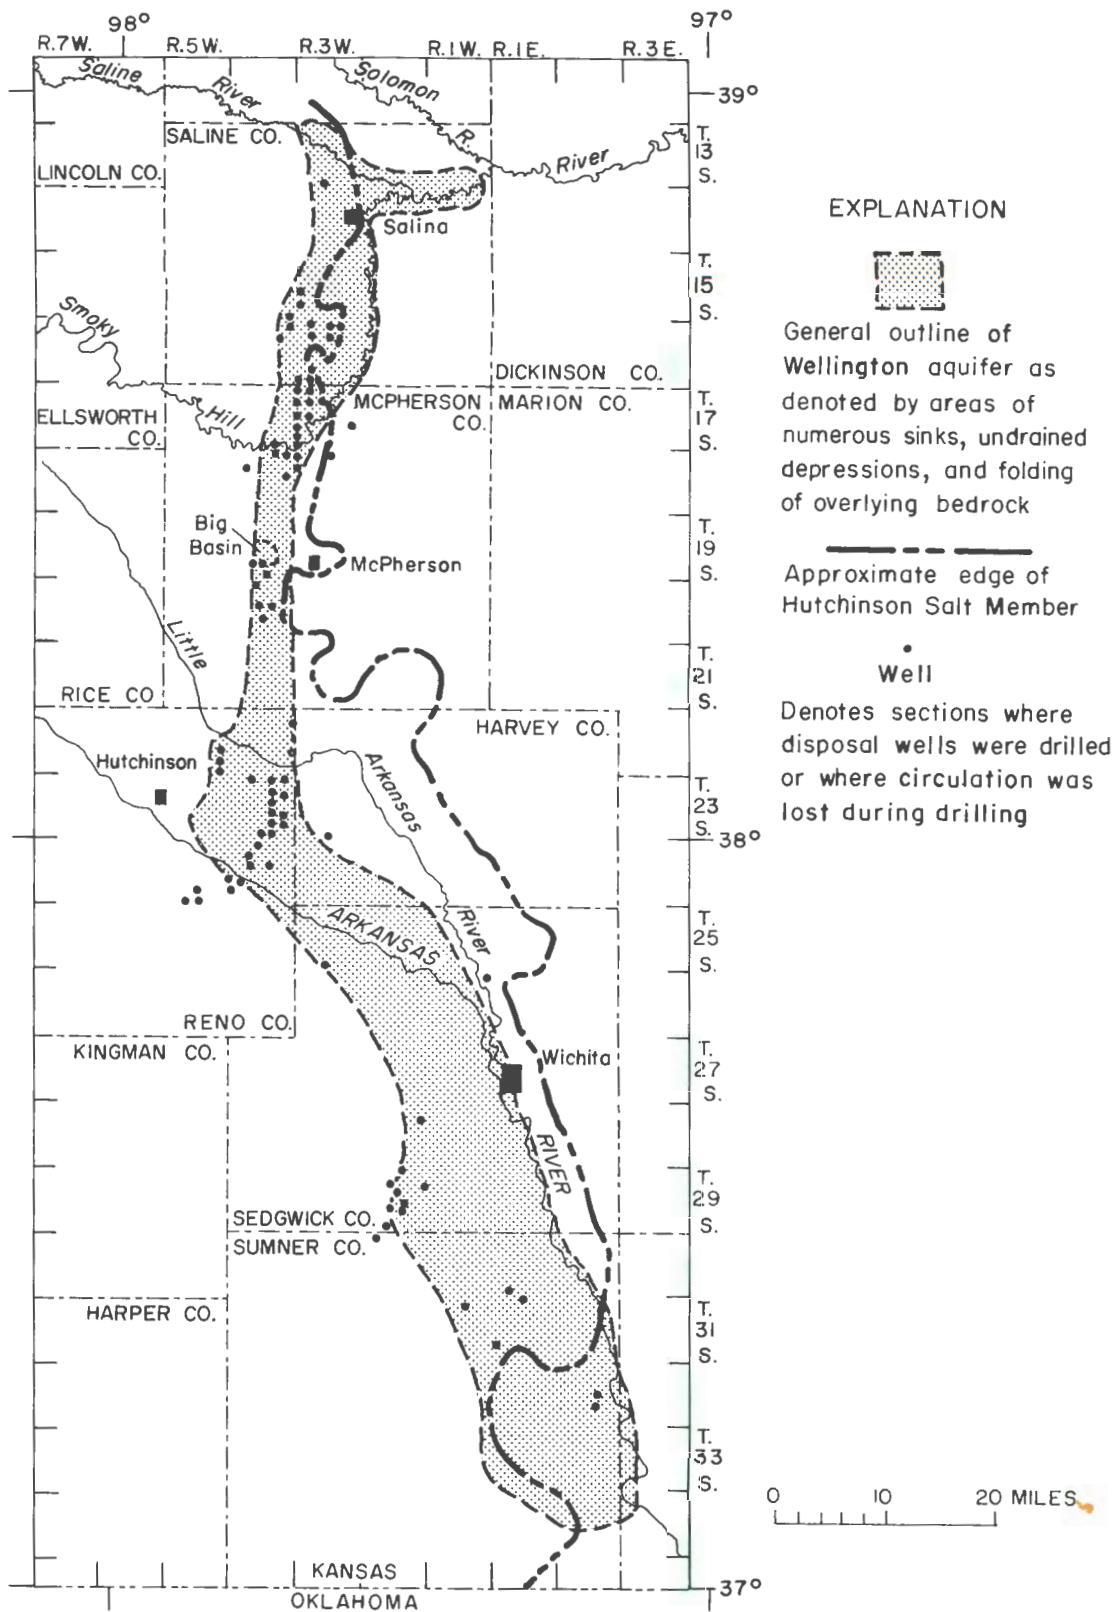 98°
97°
R.7W.
R.5W.
R.3W.
R.1W.
R.1E.
R.3E.
Saline
River
Solomon
R.
River
39°
SALINE CO.
T.
13
S.
LINCOLN CO.
Salina
T.
15
S.
Smoky
Hill
DICKINSON CO.
MCPHERSON
CO.
MARION CO.
ELLSWORTH
CO.
T.
17
S.
Big
Basin
McPherson
T.
19
S.
Little
T.
21
S.
RICE CO
HARVEY CO.
Hutchinson
Arkansas
River
T.
23
S.
38°
ARKANSAS
RIVER
T.
25
S.
RENO CO.
KINGMAN CO.
Wichita
T.
27
S.
T.
29
S.
SEDGWICK CO.
SUMNER CO.
HARPER CO.
T.
31
S.
T.
33
S.
KANSAS
OKLAHOMA
37°
EXPLANATION
General outline of
Wellington aquifer as
denoted by areas of
numerous sinks, undrained
depressions, and folding
of overlying bedrock
Approximate edge of
Hutchinson Salt Member
Well
Denotes sections where
disposal wells were drilled
or where circulation was
lost during drilling
0 10 20 MILES